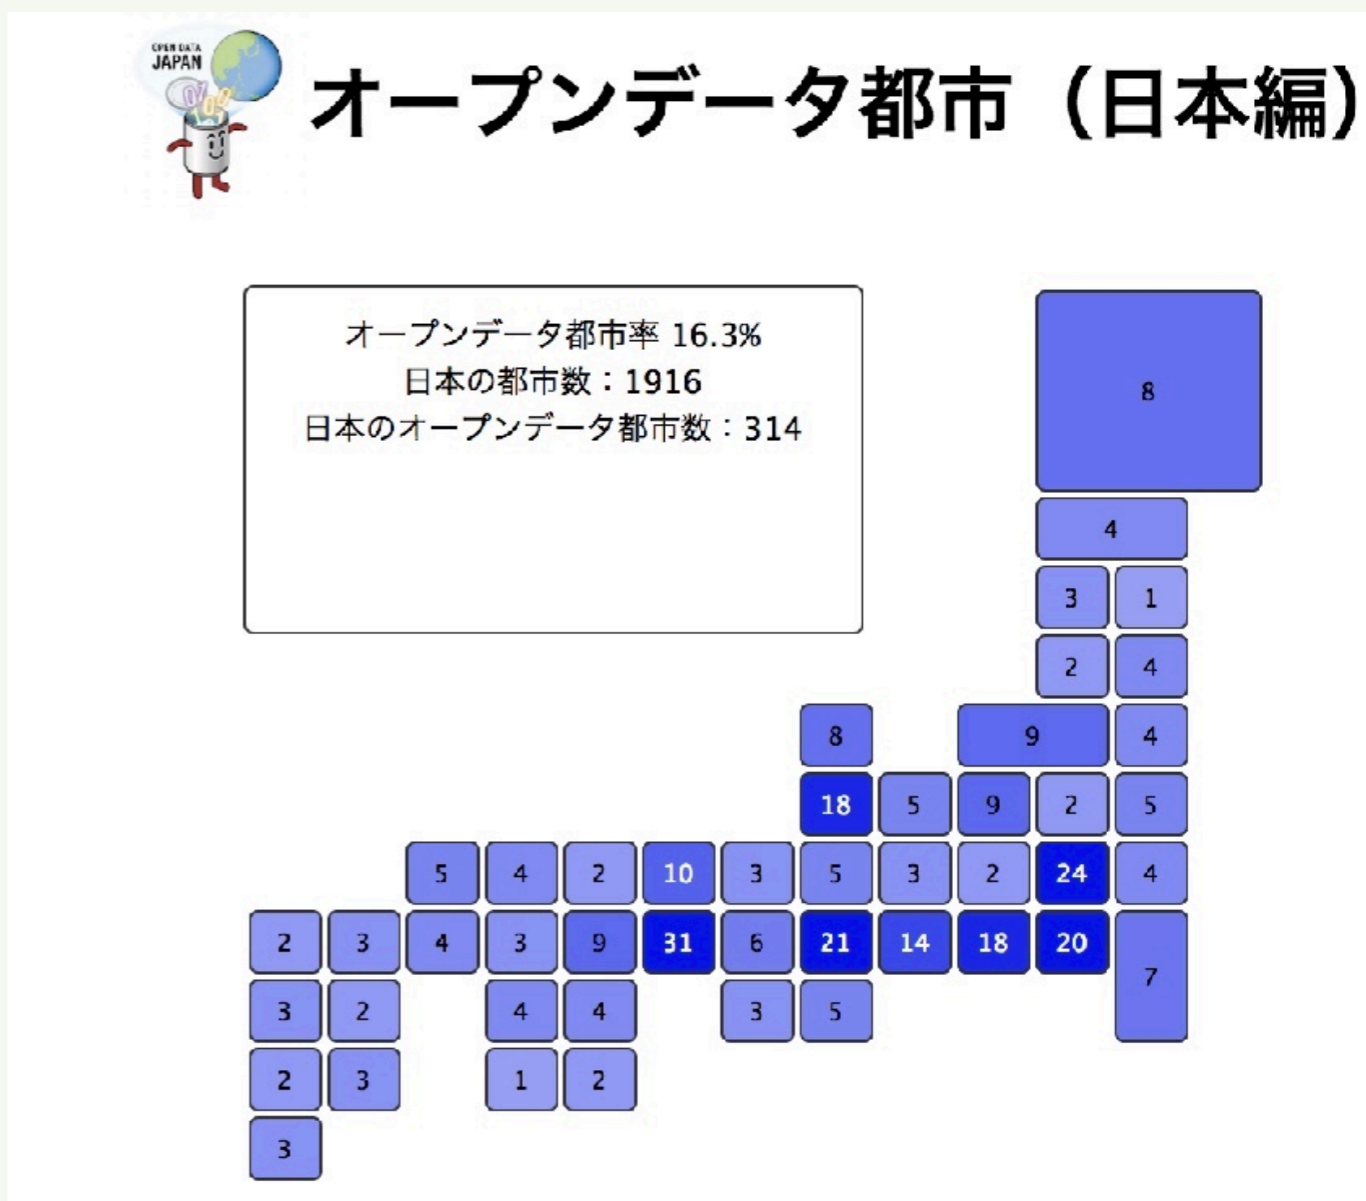 OPEN DATA
JAPAN
オープンデータ都市（日本編）
オープンデータ都市率 16.3%
日本の都市数：1916
日本のオープンデータ都市数：314
8
4
3 1
2 4
8 9 4
18 5 9 2 5
5 4 2 10 3 5 3 2 24 4
2 3 4 3 9 31 6 21 14 18 20 7
3 2 4 4 3 5
2 3 1 2
3